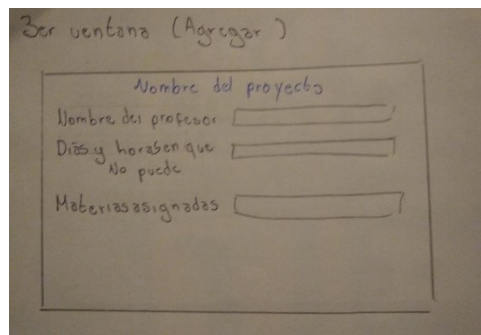 3er ventana (Agregar)
Nombre del proyecto
Nombre del profesor
Días y horas en que
No puede
Materias asignadas